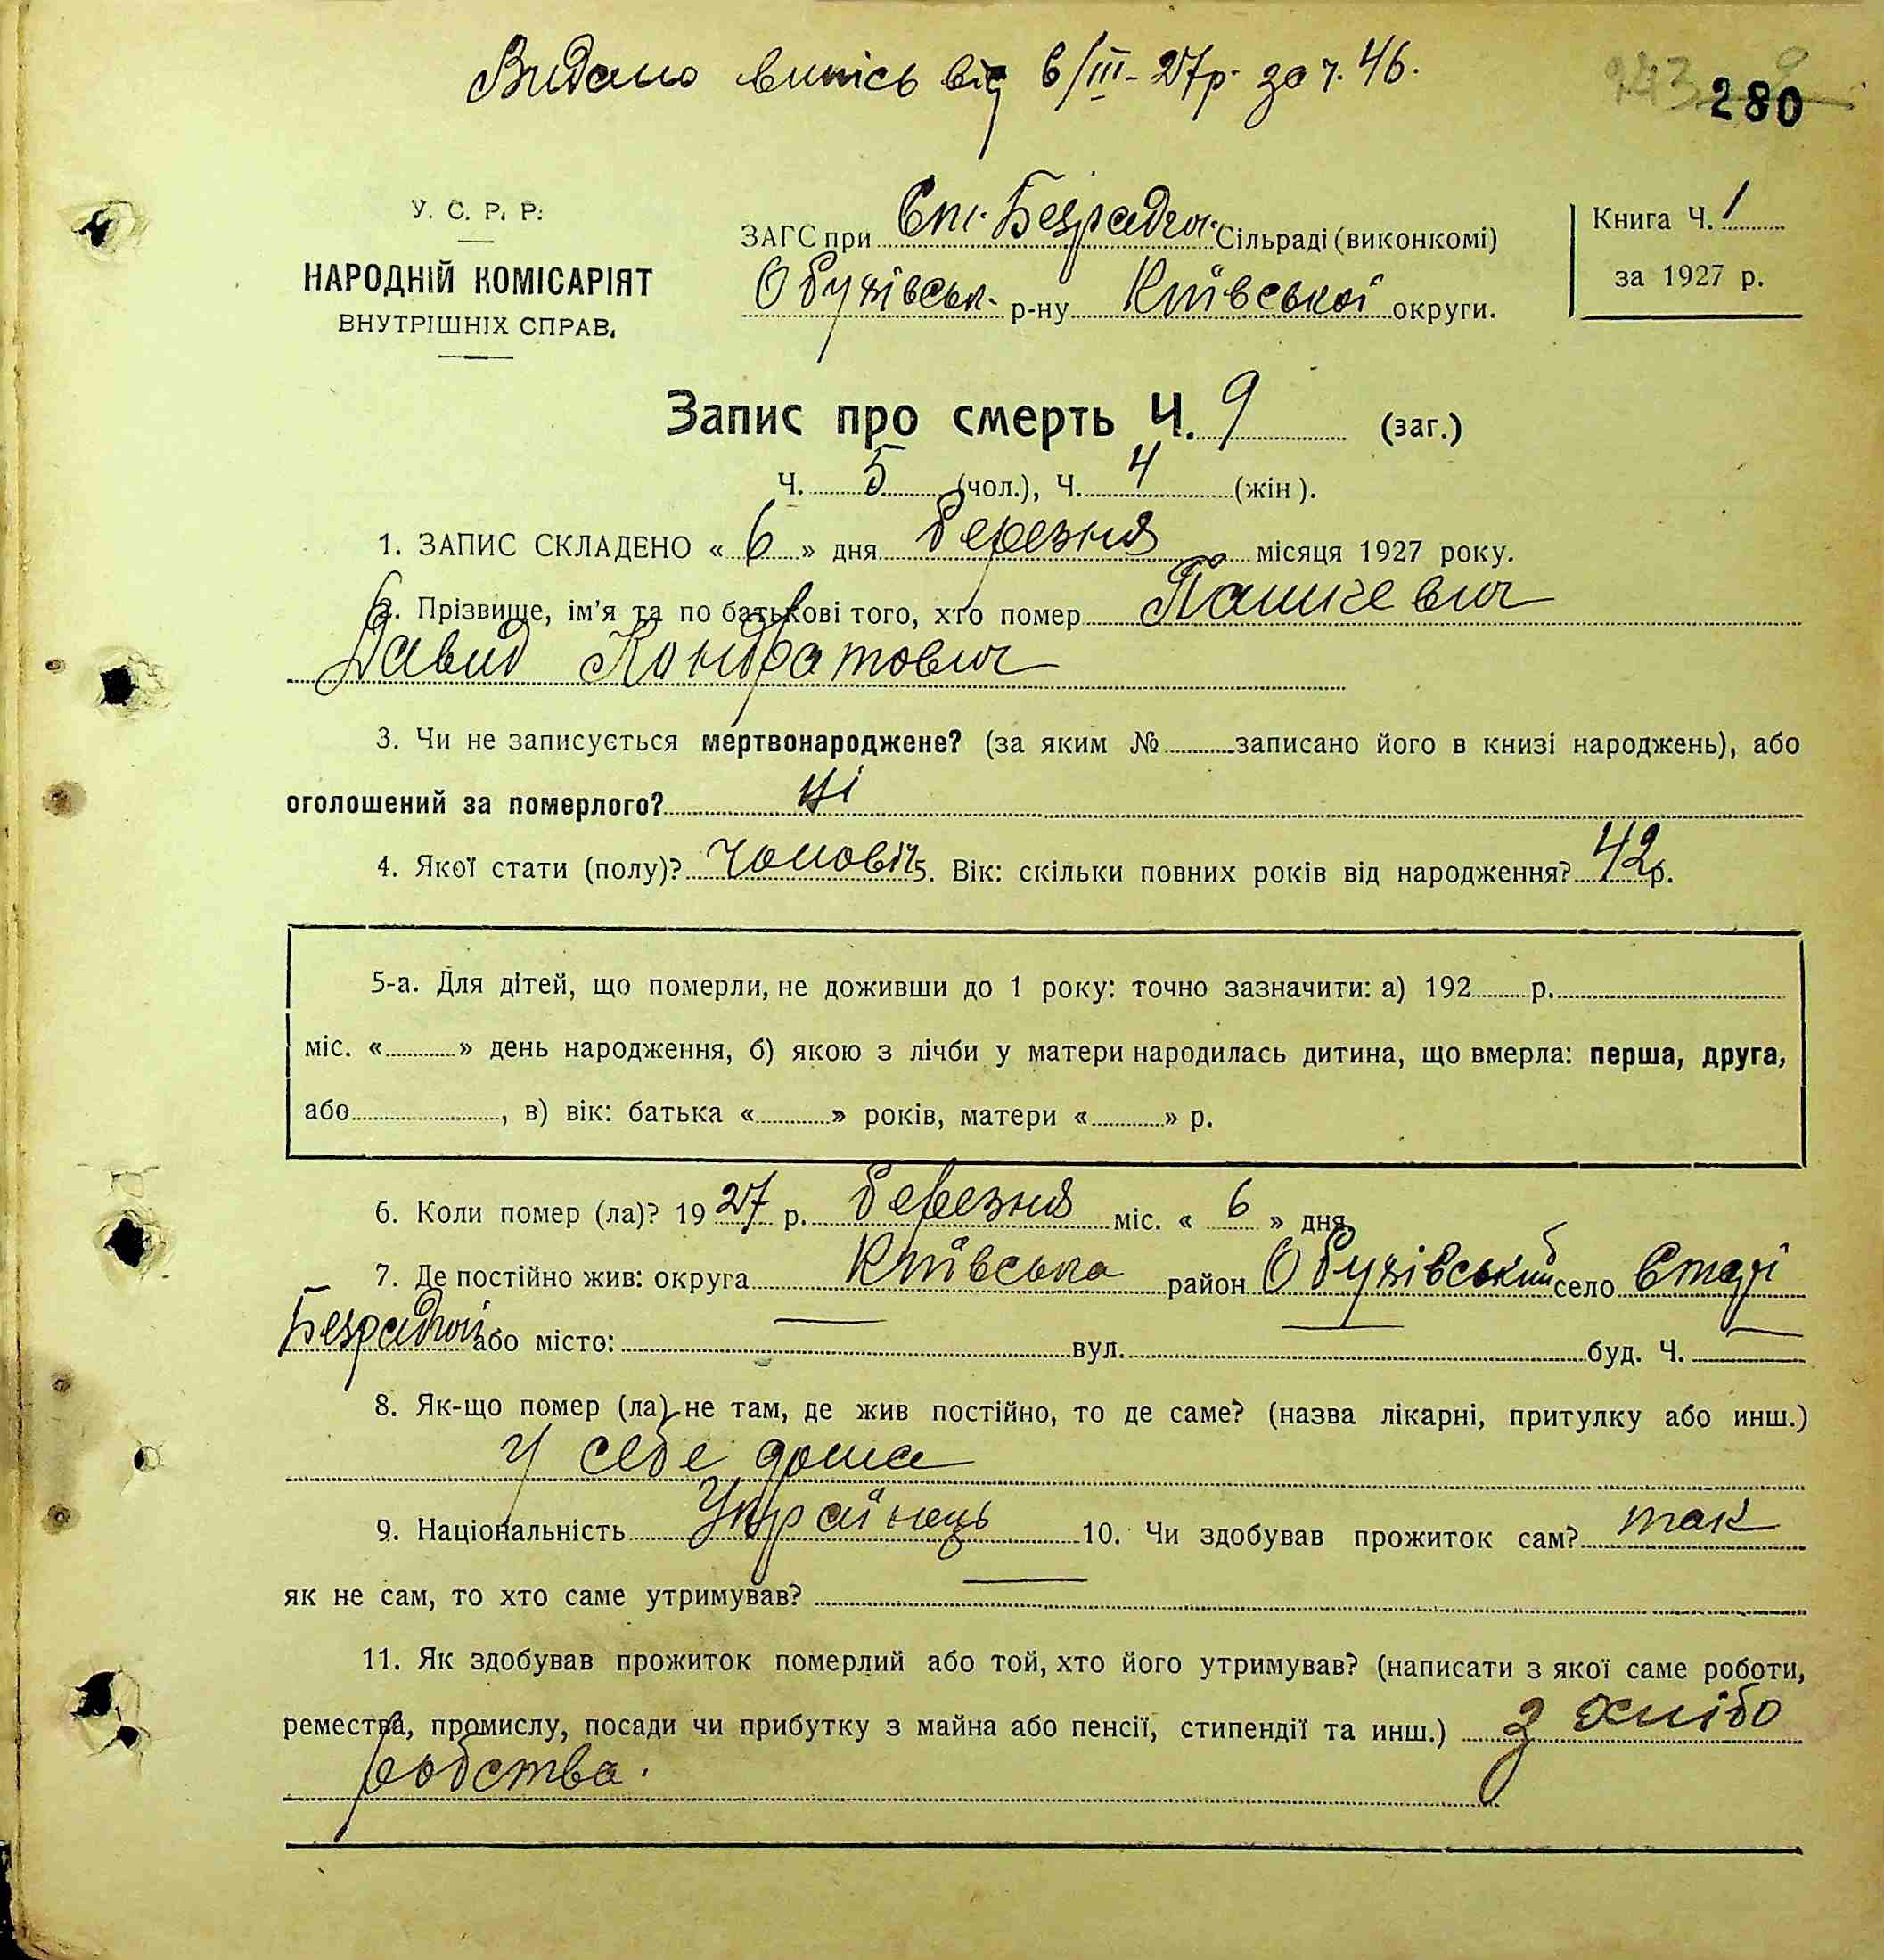 Видано випісь від 6/III-27р. за ч. 46.
280
У. С. Р. Р.
НАРОДНІЙ КОМІСАРІЯТ
ВНУТРІШНІХ СПРАВ.
ЗАГС при Ст. Безрадч. Сільраді (виконкомі)
Обухівськ. р-ну Київської округи.
Книга Ч. 1
за 1927 р.
Запис про смерть Ч. 9 (заг.)
Ч. 5 (чол.), Ч. 4 (жін).
1. ЗАПИС СКЛАДЕНО « 6 » дня березня місяця 1927 року.
2. Прізвище, ім'я та по батькові того, хто помер Пашкевич
Давид Кондратович
3. Чи не записується мертвонароджене? (за яким № записано його в книзі народжень), або
оголошений за померлого? ні
4. Якої стати (полу)? Чоловіч 5. Вік: скільки повних років від народження? 42 р.
5-а. Для дітей, що померли, не доживши до 1 року: точно зазначити: а) 192 р.
міс. « » день народження, б) якою з лічби у матери народилась дитина, що вмерла: перша, друга,
або , в) вік: батька « » років, матери « » р.
6. Коли помер (ла)? 19 27 р. березня міс. « 6 » дня
7. Де постійно жив: округа Київська район Обухівський село Старі
Безрадичі або місто: — вул. — буд. Ч. —
8. Як-що помер (ла) не там, де жив постійно, то де саме? (назва лікарні, притулку або инш.)
У себе дома
9. Національність Українець 10. Чи здобував прожиток сам? так
як не сам, то хто саме утримував? —
11. Як здобував прожиток померлий або той, хто його утримував? (написати з якої саме роботи,
ремества, промислу, посади чи прибутку з майна або пенсії, стипендії та инш.) з хлібо
робства.